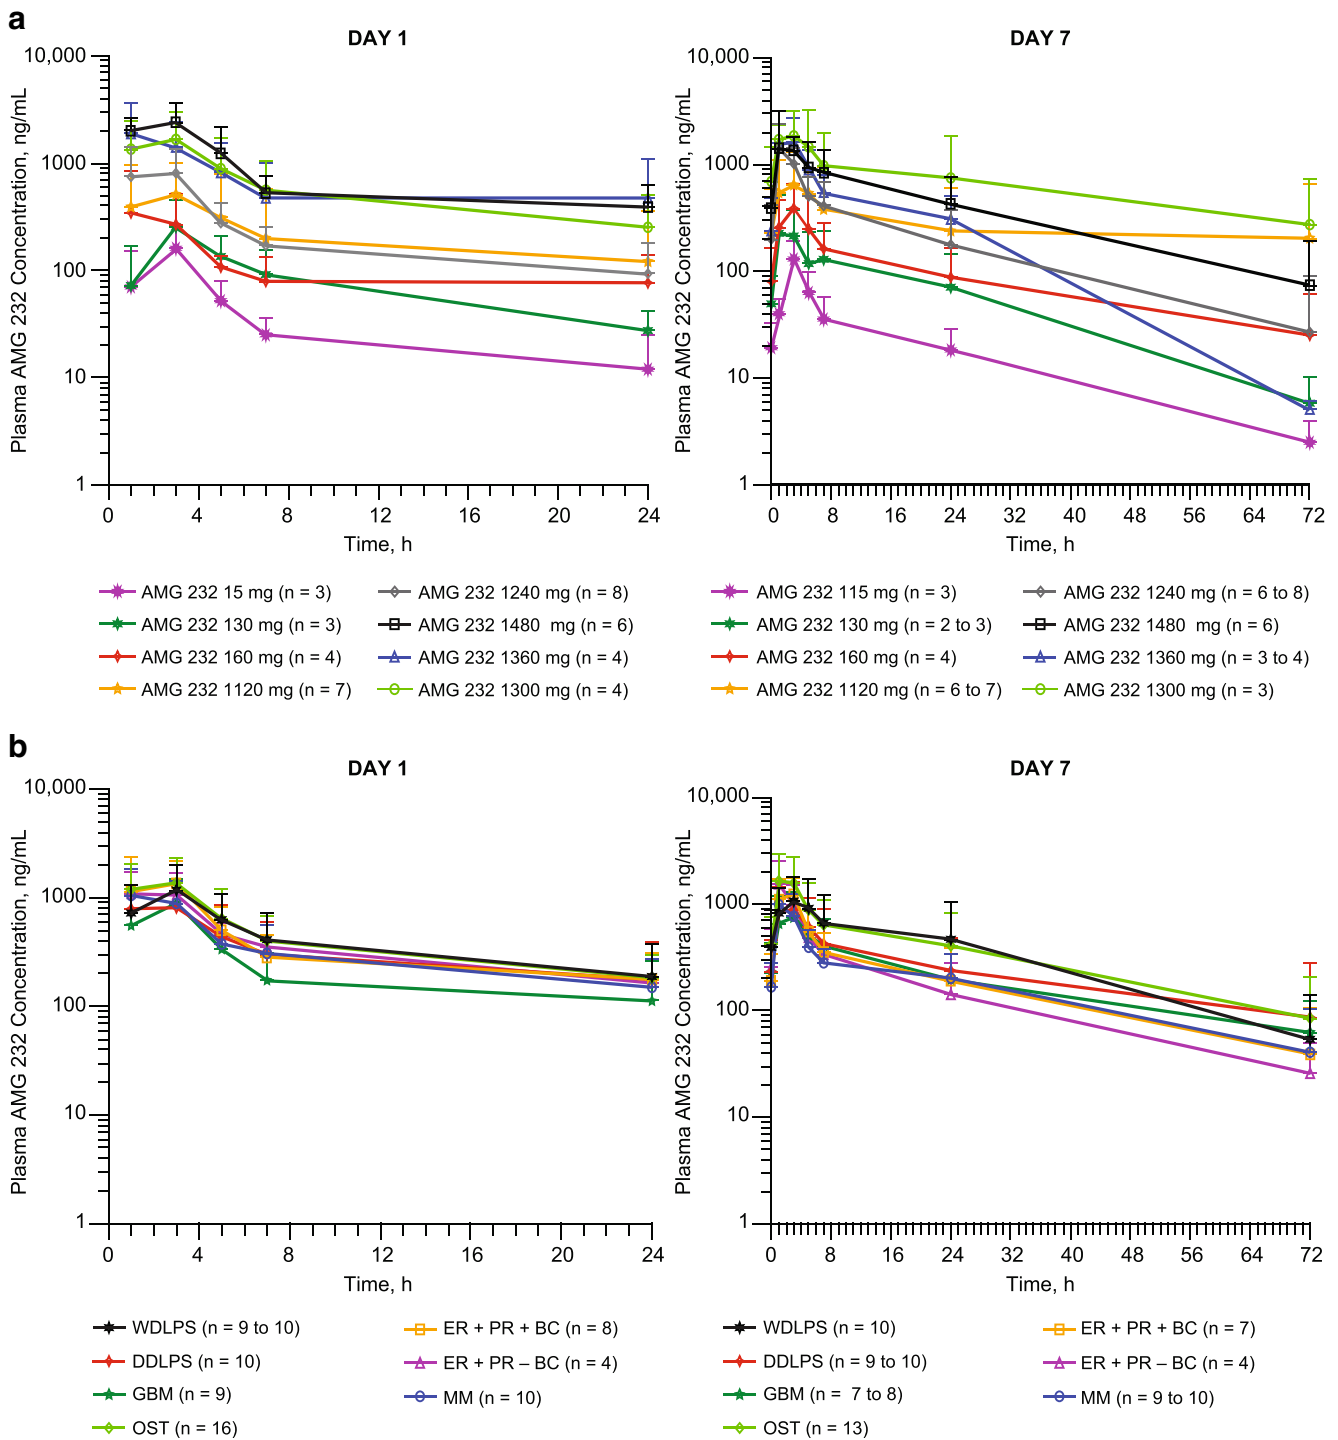 a
DAY 1
DAY 7
Plasma AMG 232 Concentration, ng/mL
10,000
1000
100
10
1
0 4 8 12 16 20 24
Time, h
Plasma AMG 232 Concentration, ng/mL
10,000
1000
100
10
1
0 8 16 24 32 40 48 56 64 72
Time, h
AMG 232 15 mg (n = 3)
AMG 232 130 mg (n = 3)
AMG 232 160 mg (n = 4)
AMG 232 1120 mg (n = 7)
AMG 232 1240 mg (n = 8)
AMG 232 1480 mg (n = 6)
AMG 232 1360 mg (n = 4)
AMG 232 1300 mg (n = 4)
AMG 232 115 mg (n = 3)
AMG 232 130 mg (n = 2 to 3)
AMG 232 160 mg (n = 4)
AMG 232 1120 mg (n = 6 to 7)
AMG 232 1240 mg (n = 6 to 8)
AMG 232 1480 mg (n = 6)
AMG 232 1360 mg (n = 3 to 4)
AMG 232 1300 mg (n = 3)
b
DAY 1
DAY 7
Plasma AMG 232 Concentration, ng/mL
10,000
1000
100
10
1
0 4 8 12 16 20 24
Time, h
Plasma AMG 232 Concentration, ng/mL
10,000
1000
100
10
1
0 8 16 24 32 40 48 56 64 72
Time, h
WDLPS (n = 9 to 10)
DDLPS (n = 10)
GBM (n = 9)
OST (n = 16)
ER + PR + BC (n = 8)
ER + PR – BC (n = 4)
MM (n = 10)
WDLPS (n = 10)
DDLPS (n = 9 to 10)
GBM (n = 7 to 8)
OST (n = 13)
ER + PR + BC (n = 7)
ER + PR – BC (n = 4)
MM (n = 9 to 10)